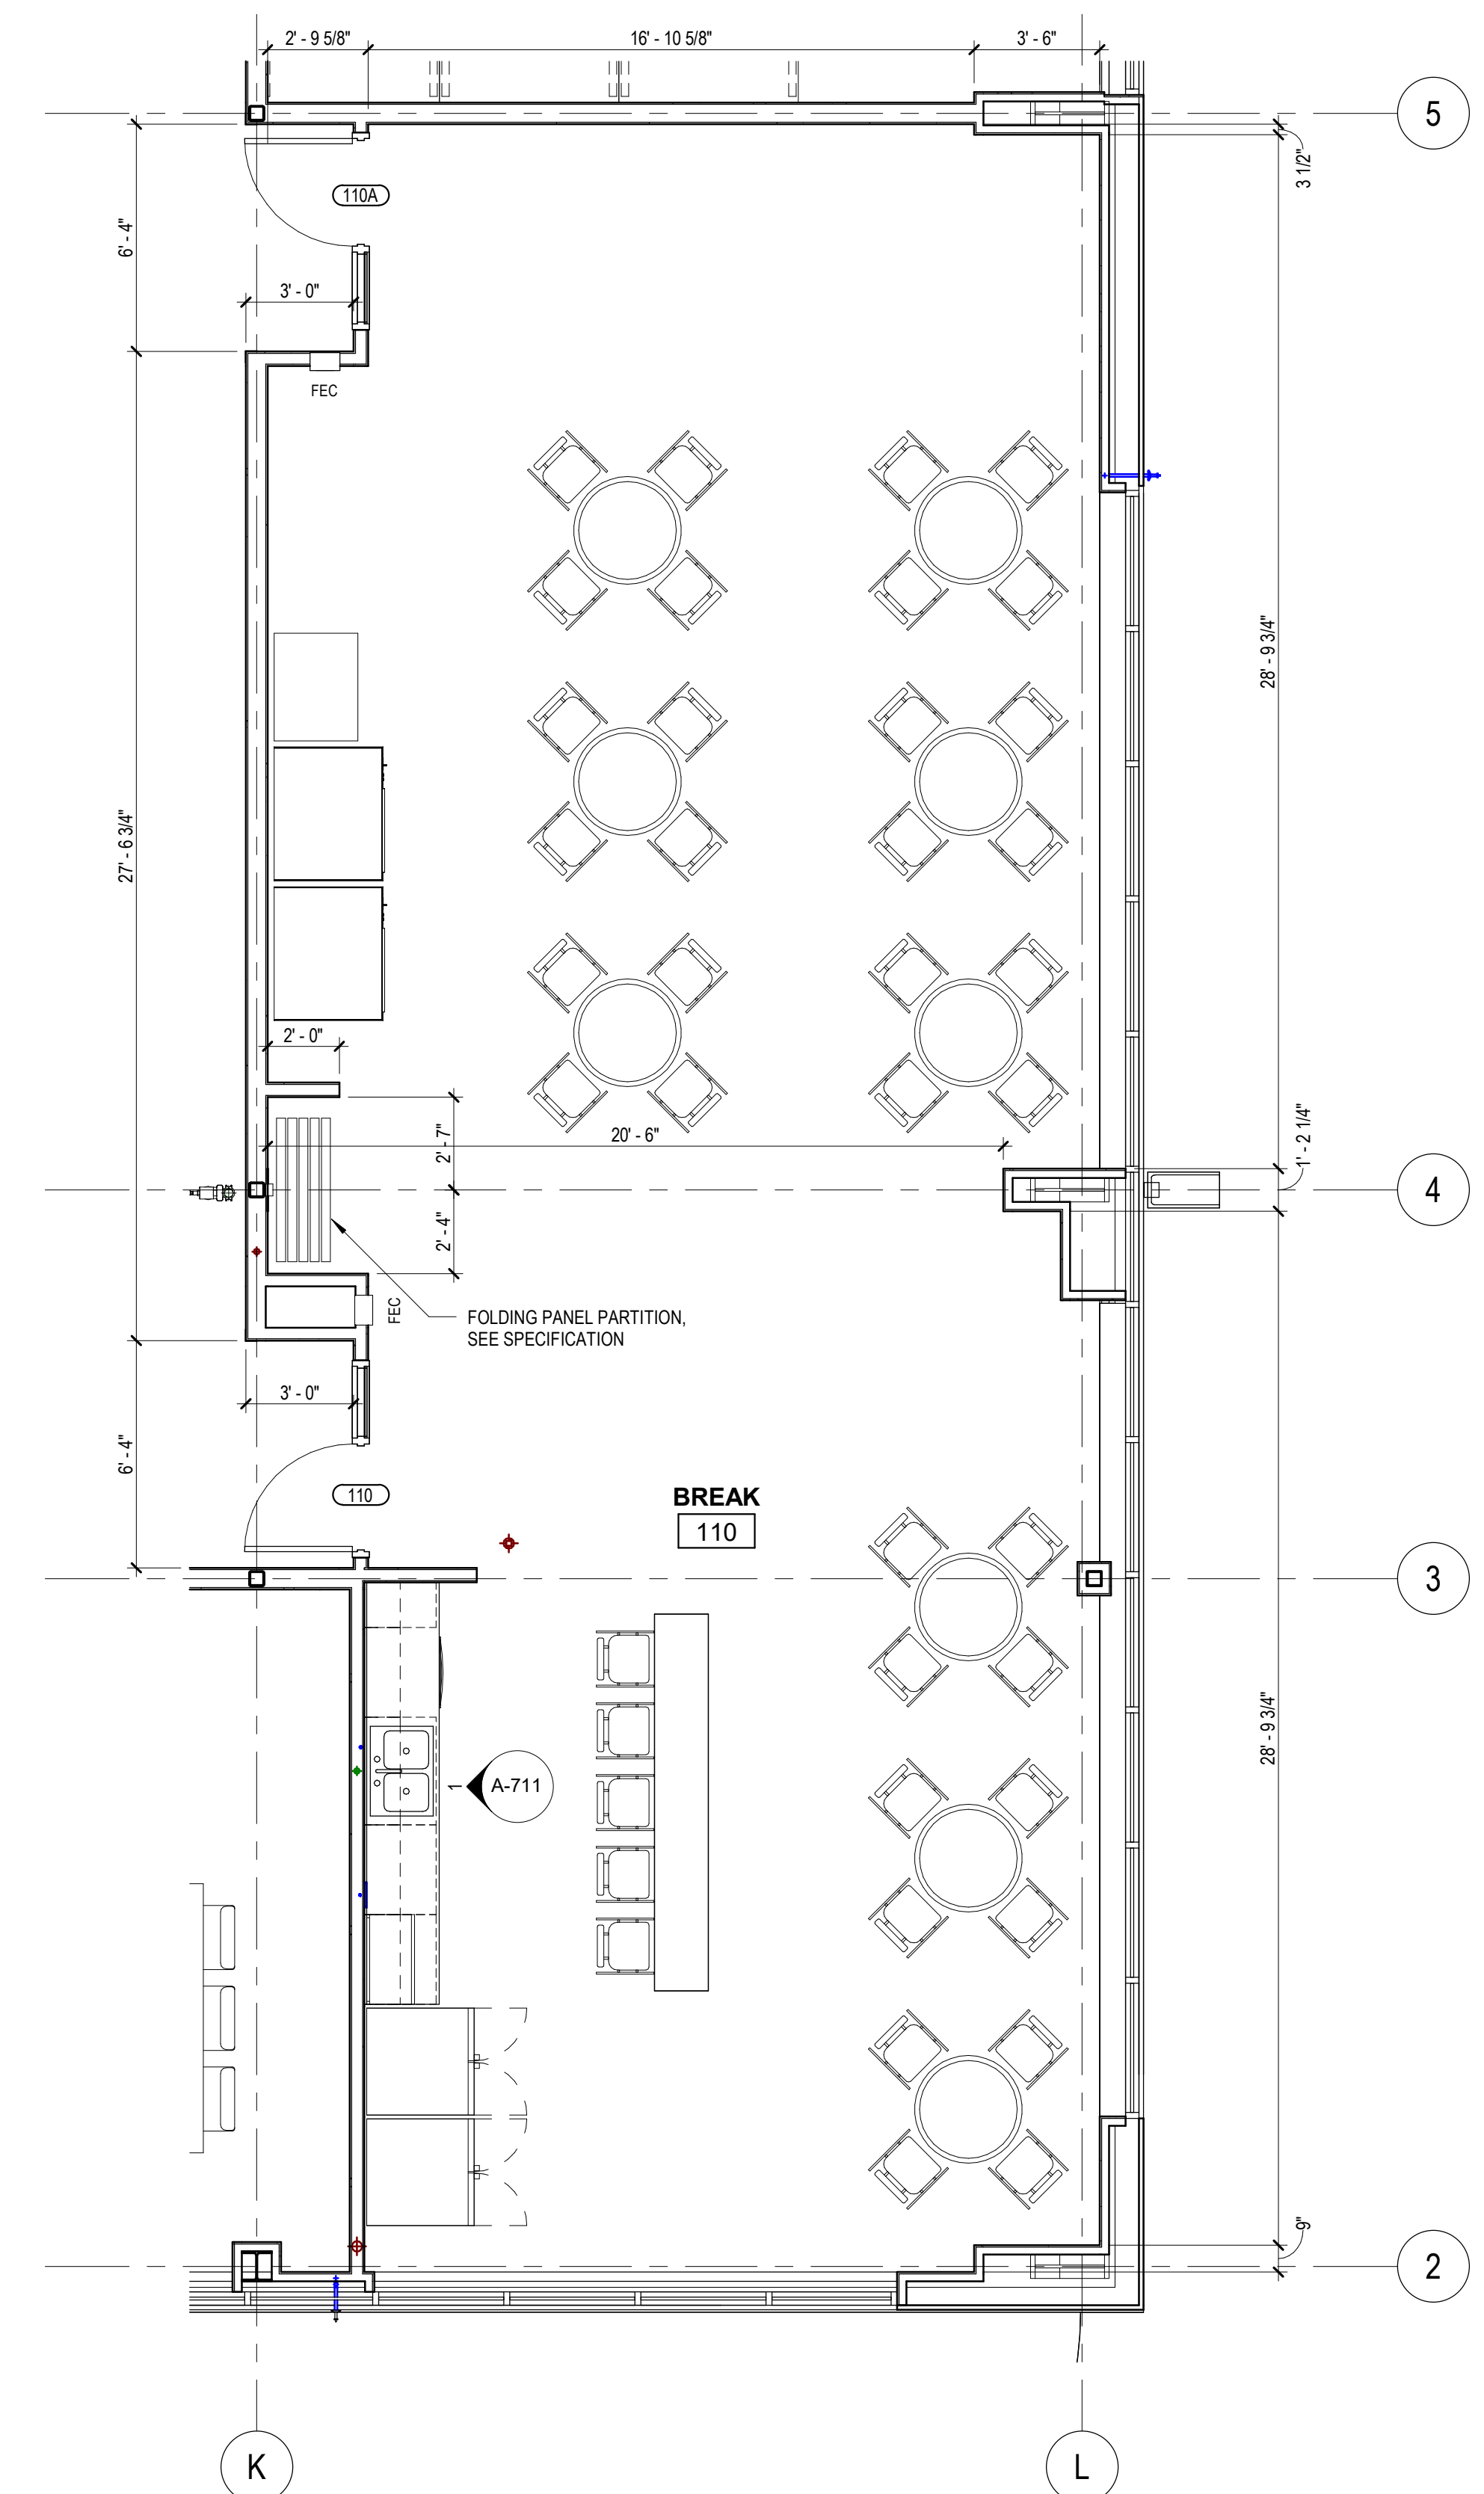 2' - 9 5/8"
16' - 10 5/8"
3' - 6"
5
3 1/2"
110A
6' - 4"
3' - 0"
FEC
28' - 9 3/4"
27' - 6 3/4"
2' - 0"
2' - 7"
20' - 6"
1' - 2 1/4"
4
2' - 4"
FEC
FOLDING PANEL PARTITION,
SEE SPECIFICATION
3' - 0"
6' - 4"
110
BREAK
110
3
28' - 9 3/4"
1
A-711
9"
2
K
L